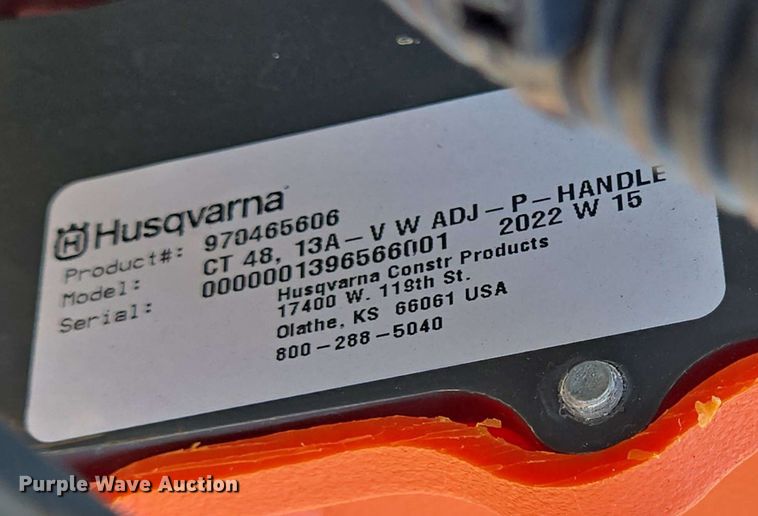 Husqvarna
Product#: 970465606
Model: CT 48, 13A-V W ADJ-P-HANDLE
Serial: 0000001396566001 2022 W 15
Husqvarna Constr Products
17400 W. 119th St.
Olathe, KS 66061 USA
800-288-5040
Purple Wave Auction